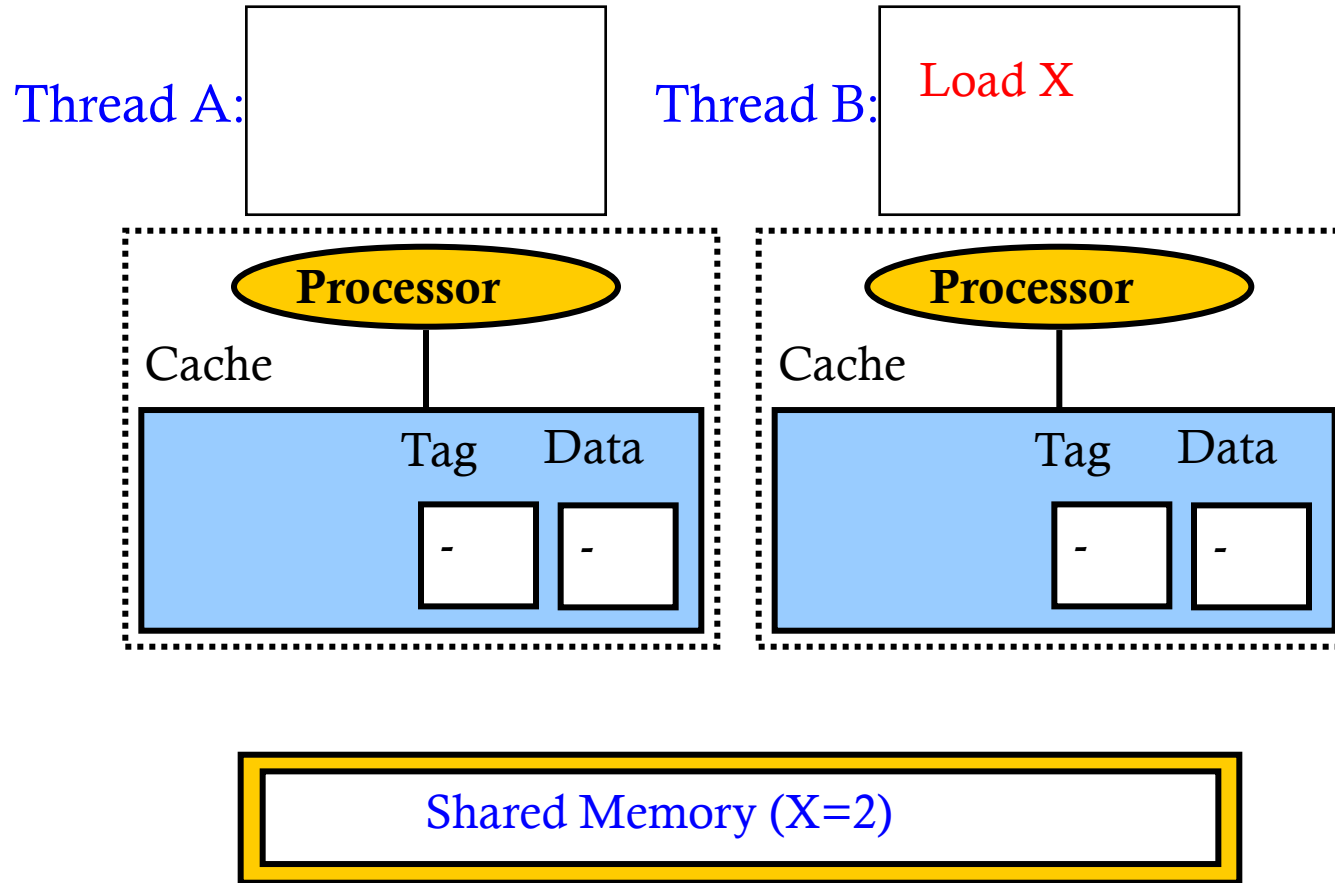 Thread A:
Thread B:
Load X
Processor
Processor
Cache
Cache
Tag Data
Tag Data
- -
- -
Shared Memory (X=2)